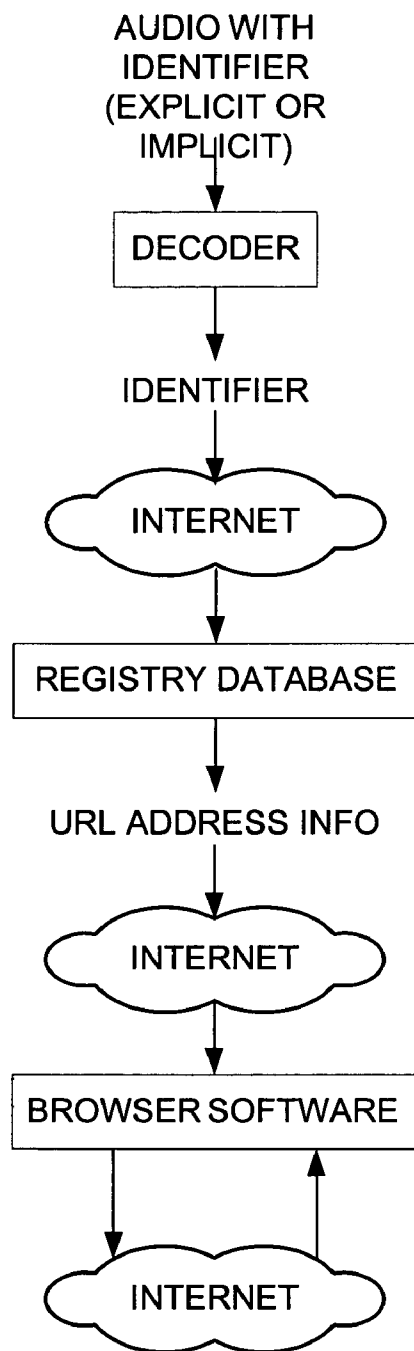 AUDIO WITH
IDENTIFIER
(EXPLICIT OR
IMPLICIT)
DECODER
IDENTIFIER
INTERNET
REGISTRY DATABASE
URL ADDRESS INFO
INTERNET
BROWSER SOFTWARE
INTERNET